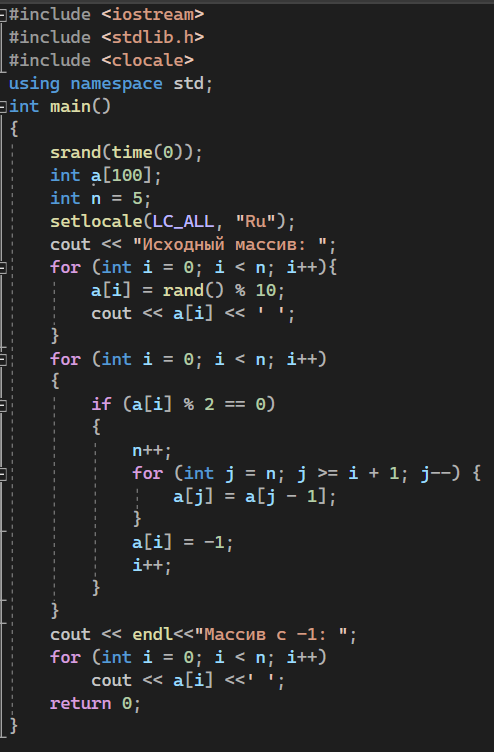 #include <iostream>
#include <stdlib.h>
#include <clocale>
using namespace std;
int main()
{
    srand(time(0));
    int a[100];
    int n = 5;
    setlocale(LC_ALL, "Ru");
    cout << "Исходный массив: ";
    for (int i = 0; i < n; i++){
        a[i] = rand() % 10;
        cout << a[i] << ' ';
    }
    for (int i = 0; i < n; i++)
    {
        if (a[i] % 2 == 0)
        {
            n++;
            for (int j = n; j >= i + 1; j--) {
                a[j] = a[j - 1];
            }
            a[i] = -1;
            i++;
        }
    }
    cout << endl<<"Массив с -1: ";
    for (int i = 0; i < n; i++)
        cout << a[i] <<' ';
    return 0;
}